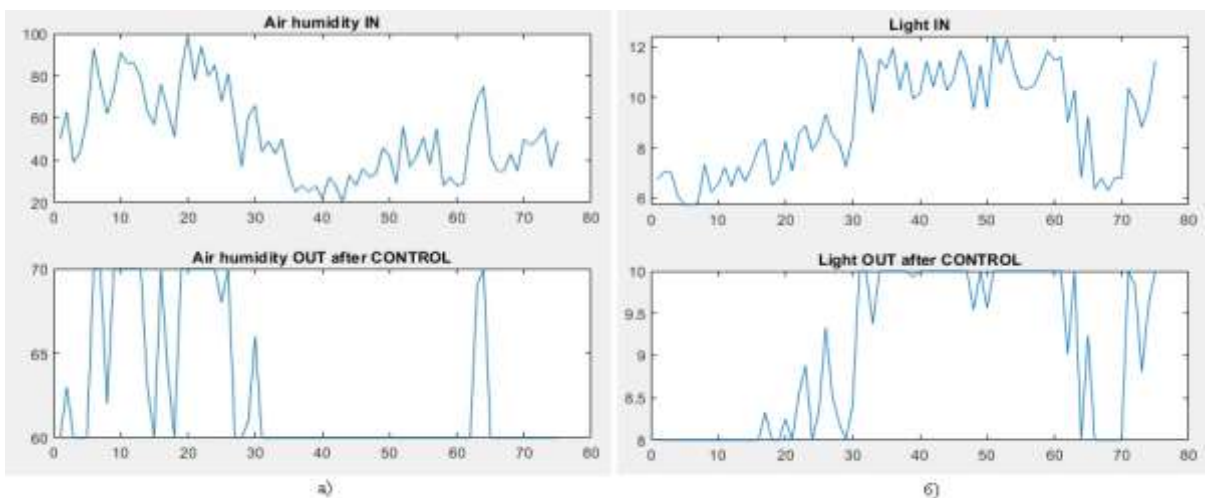 Air humidity IN
100
80
60
40
20
0 10 20 30 40 50 60 70 80
Air humidity OUT after CONTROL
70
65
60
0 10 20 30 40 50 60 70 80
а)
Light IN
12
10
8
6
0 10 20 30 40 50 60 70 80
Light OUT after CONTROL
10
9.5
9
8.5
8
0 10 20 30 40 50 60 70 80
б)